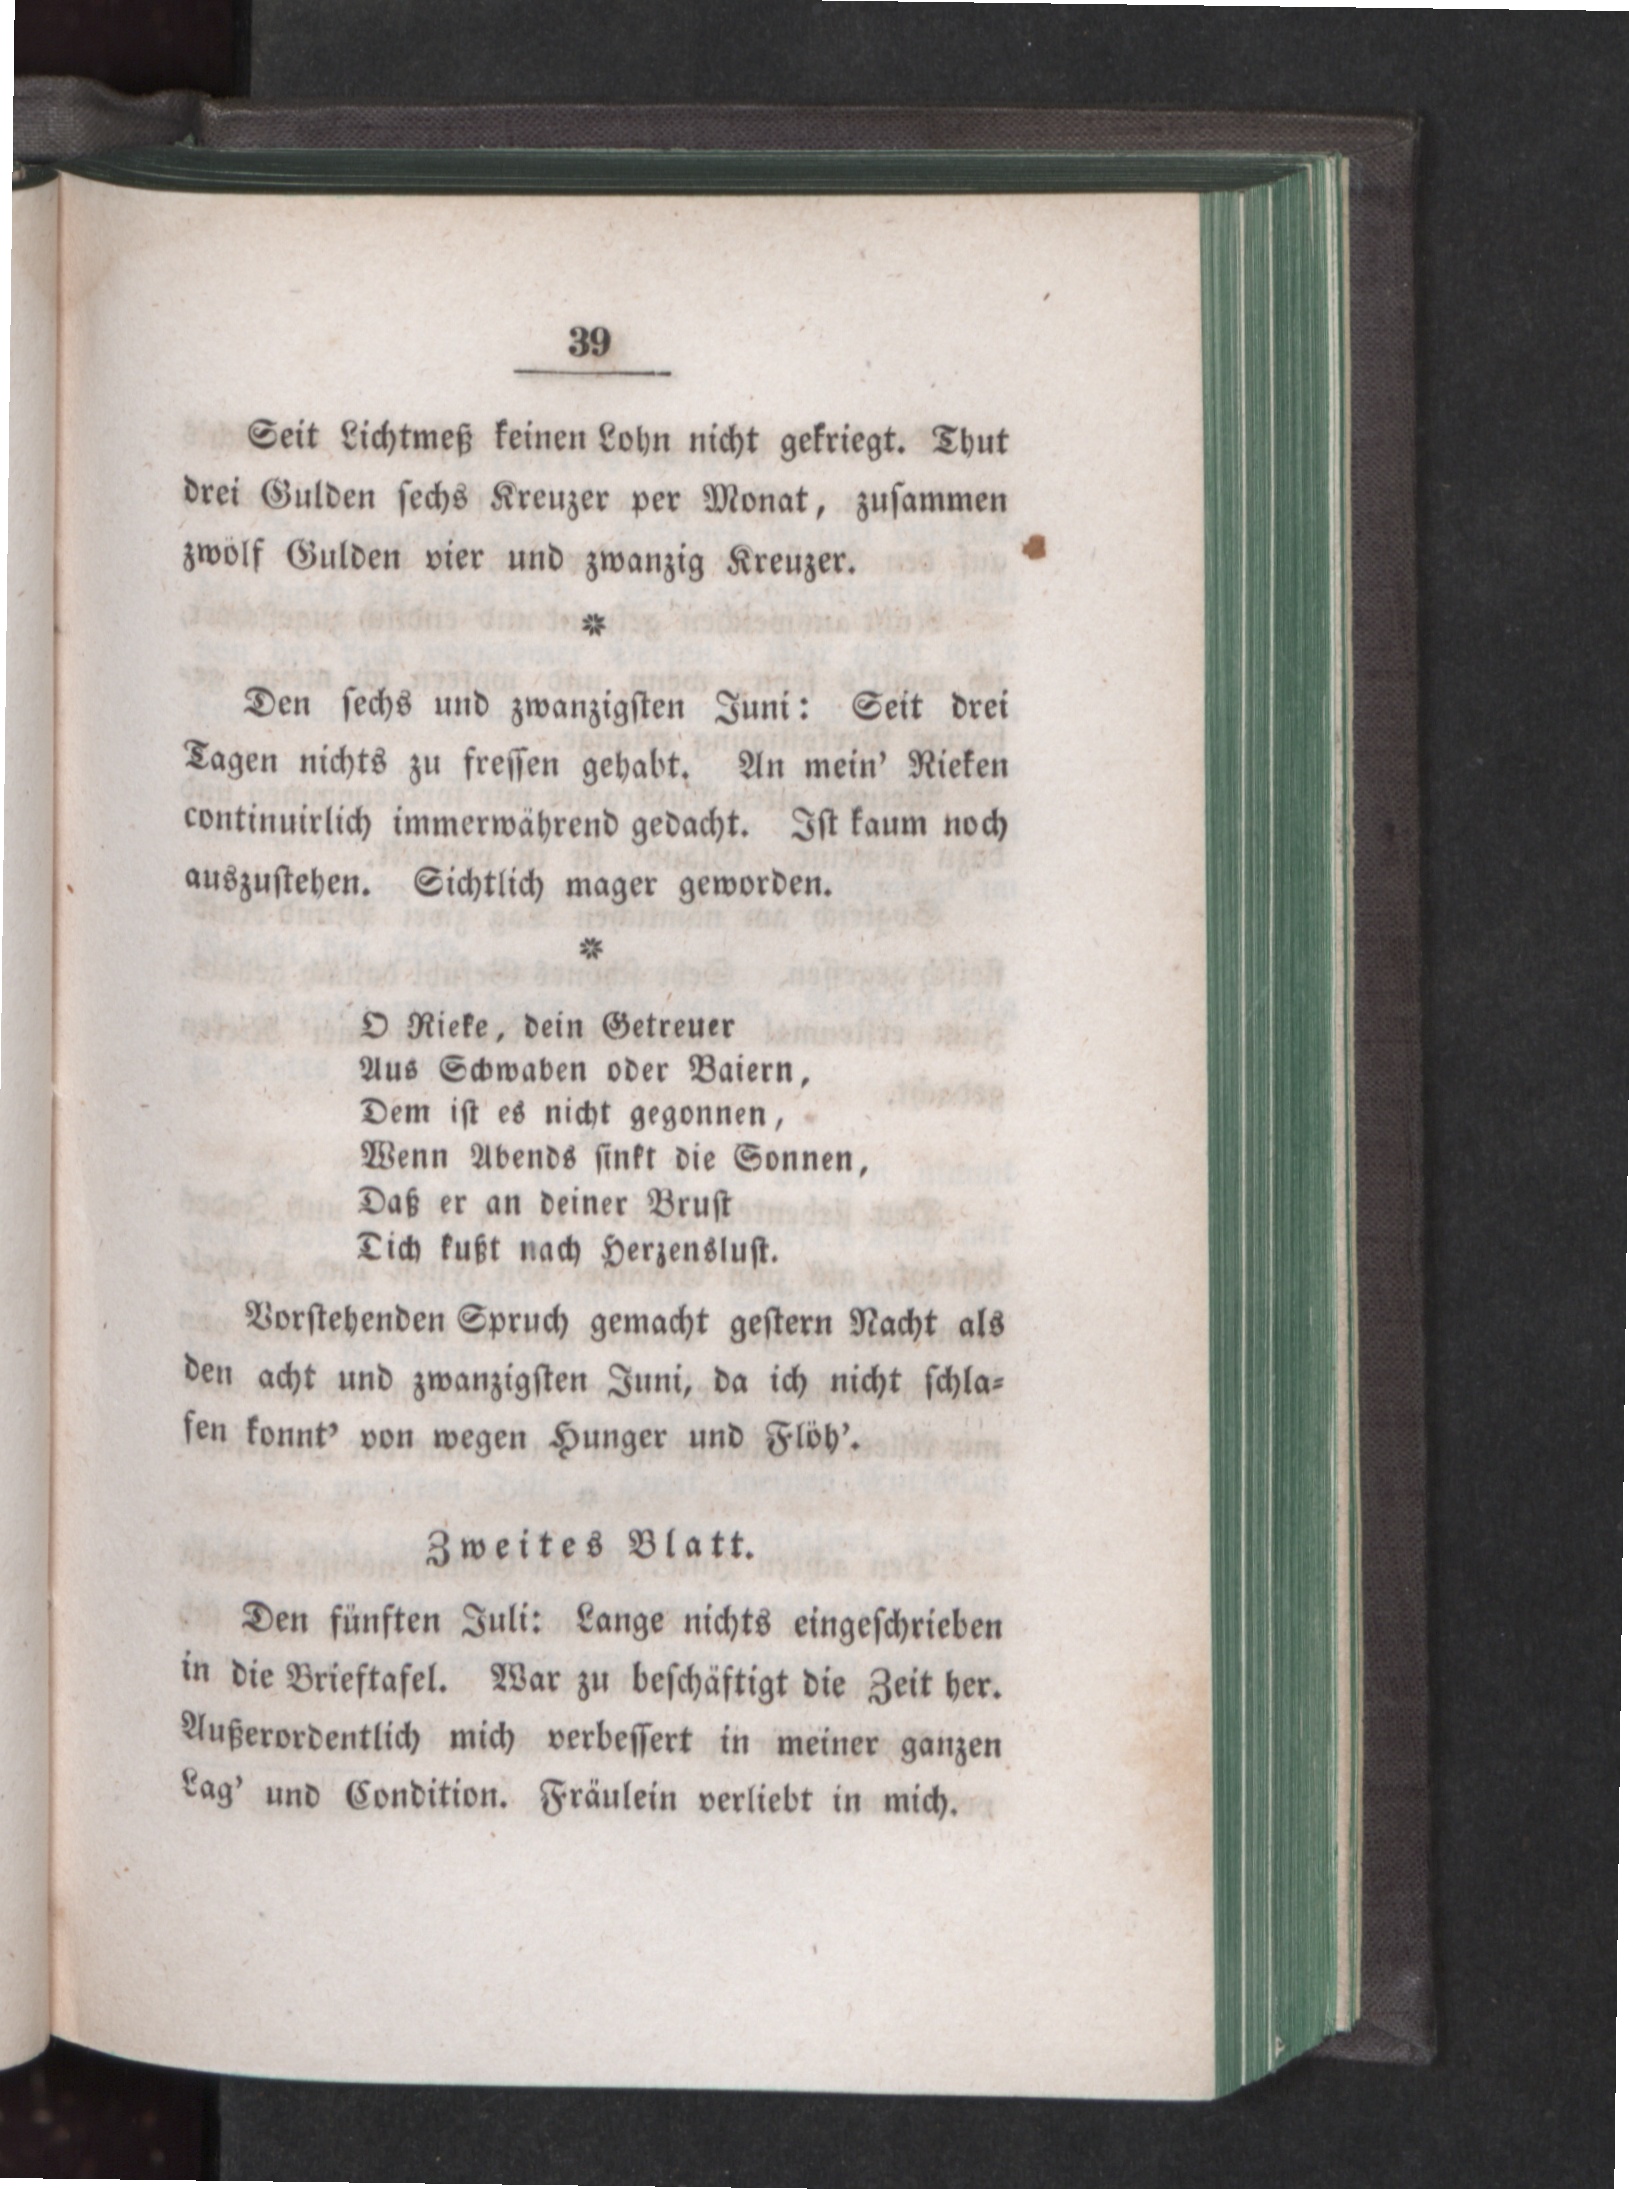 39
Seit Lichtmeß keinen Lohn nicht gekriegt. Thut
drei Gulden sechs Kreuzer per Monat, zusammen
zwölf Gulden vier und zwanzig Kreuzer.
*
Den sechs und zwanzigsten Juni: Seit drei
Tagen nichts zu fressen gehabt. An mein' Rieken
continuirlich immerwährend gedacht. Ist kaum noch
auszustehen. Sichtlich mager geworden.
*
O Rieke, dein Getreuer
Aus Schwaben oder Baiern,
Dem ist es nicht gegonnen,
Wenn Abends sinkt die Sonnen,
Daß er an deiner Brust
Dich kußt nach Herzenslust.
Vorstehenden Spruch gemacht gestern Nacht als
den acht und zwanzigsten Juni, da ich nicht schla-
fen konnt' von wegen Hunger und Flöh'.
Zweites Blatt.
Den fünften Juli: Lange nichts eingeschrieben
in die Brieftafel. War zu beschäftigt die Zeit her.
Außerordentlich mich verbessert in meiner ganzen
Lag' und Condition. Fräulein verliebt in mich.